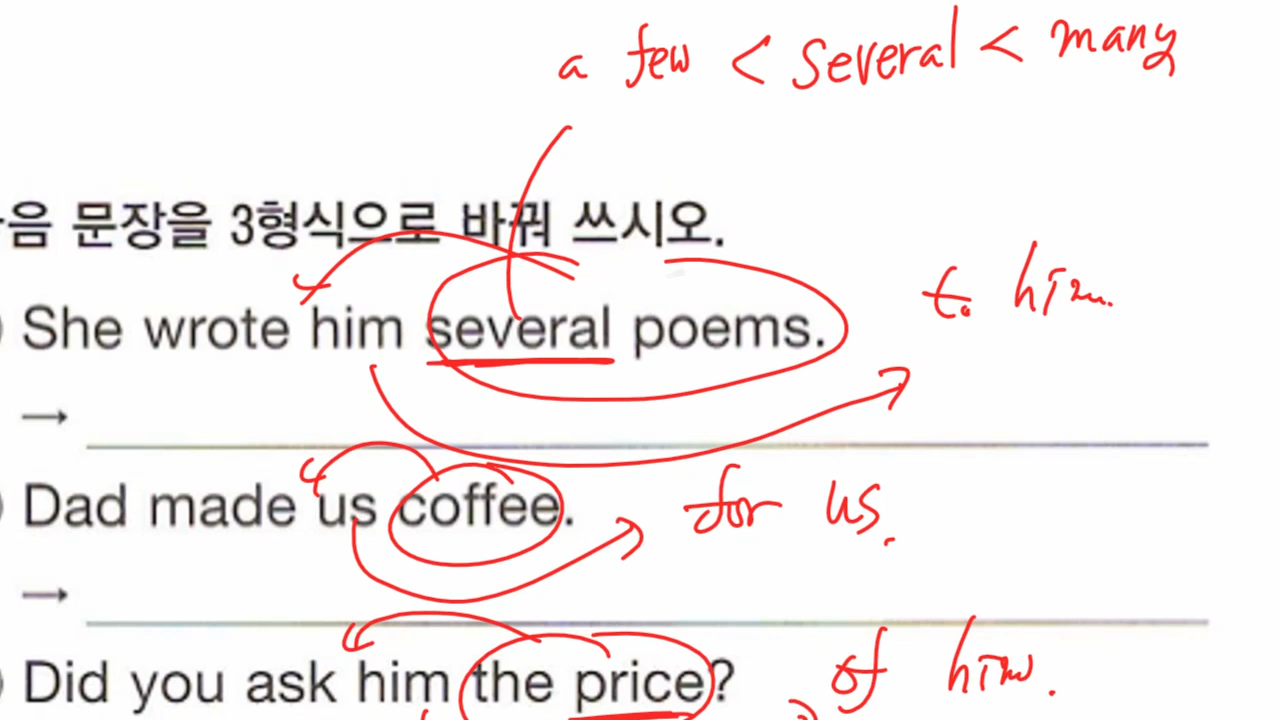 a few < several < many
음 문장을 3형식으로 바꿔 쓰시오.
She wrote him several poems. to him.
→
Dad made us coffee. for us.
→
Did you ask him the price? of him.